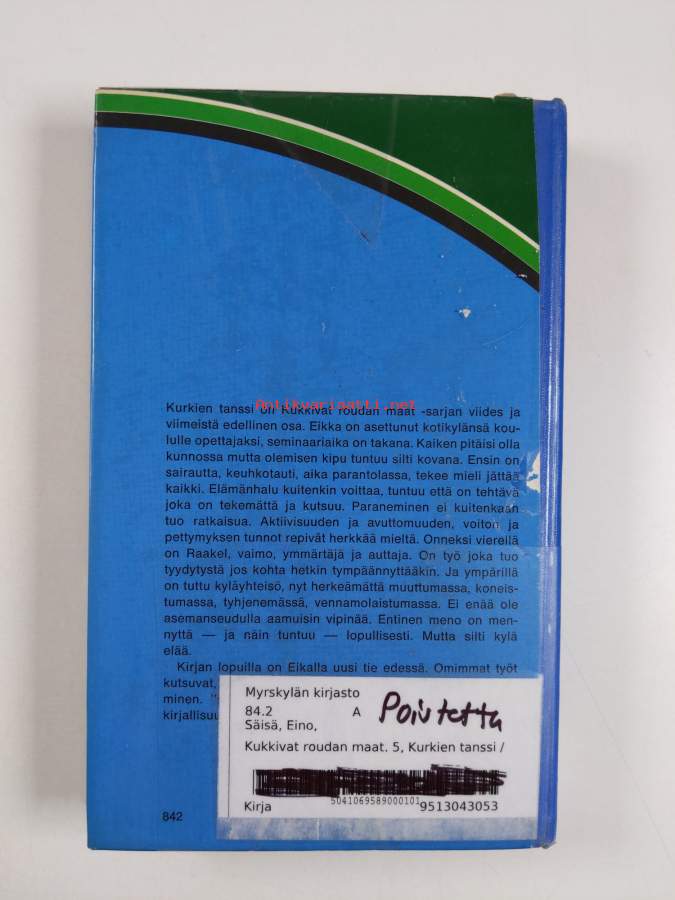 Kurkien tanssi on Kukkivat roudan maat -sarjan viides ja
Antikvariaatti.net
viimeistä edellinen osa. Eikka on asettunut kotikylänsä kou-
lulle opettajaksi, seminaariaika on takana. Kaiken pitäisi olla
kunnossa mutta olemisen kipu tuntuu silti kovana. Ensin on
sairautta, keuhkotauti, aika parantolassa, tekee mieli jättää
kaikki. Elämänhalu kuitenkin voittaa, tuntuu että on tehtävä
joka on tekemättä ja kutsuu. Paraneminen ei kuitenkaan
tuo ratkaisua. Aktiivisuuden ja avuttomuuden, voiton ja
pettymyksen tunnot repivät herkkää mieltä. Onneksi vierellä
on Raakel, vaimo, ymmärtäjä ja auttaja. On työ joka tuo
tyydytystä jos kohta hetkin tympäännyttääkin. Ja ympärillä
on tuttu kyläyhteisö, nyt herkeämättä muuttumassa, koneis-
tumassa, tyhjenemässä, vennamolaistumassa. Ei enää ole
asemanseudulla aamuisin vipinää. Entinen meno on men-
nyttä — ja näin tuntuu — lopullisesti. Mutta silti kylä
elää.
Kirjan lopuilla on Eikalla uusi tie edessä. Omimmat työt
kutsuvat,
minen.
kirjallisuu
Myrskylän kirjasto
84.2 A Poistettu
Säisä, Eino,
Kukkivat roudan maat. 5, Kurkien tanssi /
5041069589000101
Kirja 9513043053
842